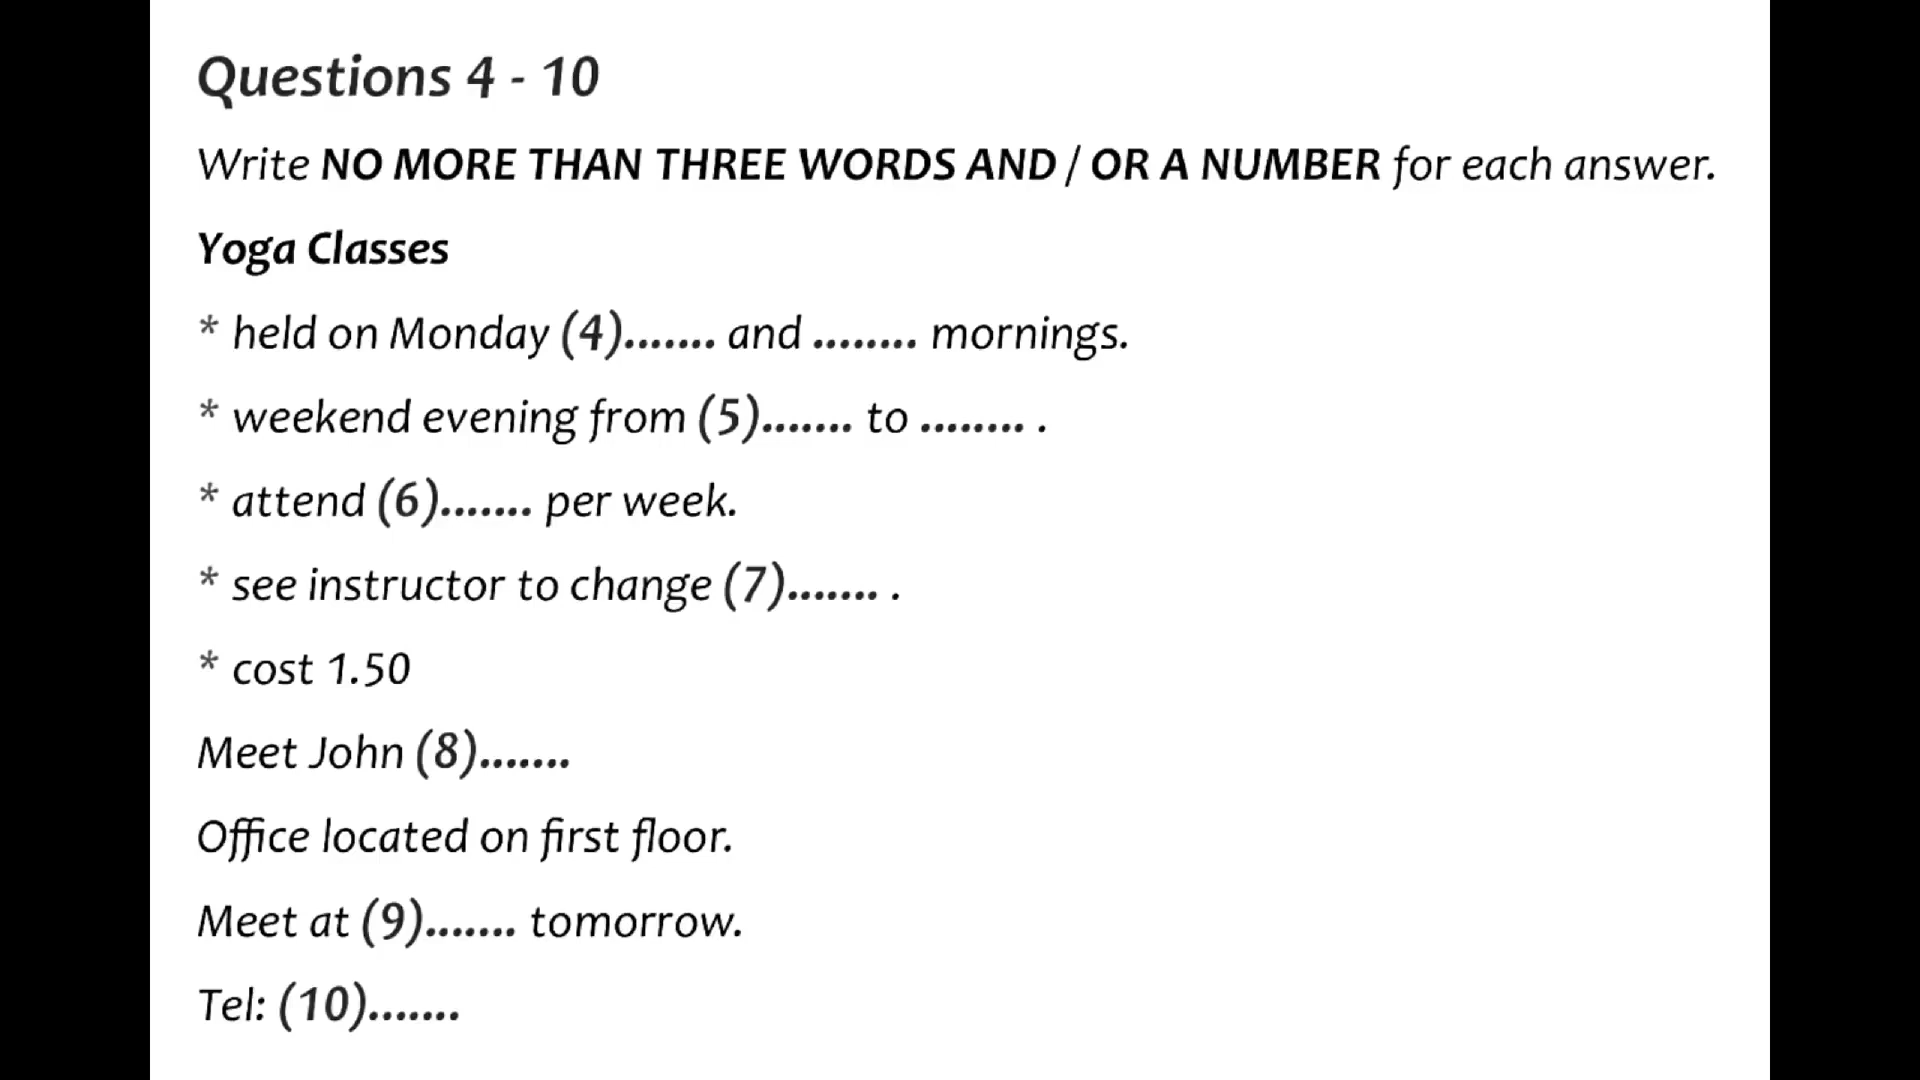 Questions 4 - 10
Write NO MORE THAN THREE WORDS AND / OR A NUMBER for each answer.
Yoga Classes
* held on Monday (4)....... and ........ mornings.
* weekend evening from (5)....... to ........ .
* attend (6)....... per week.
* see instructor to change (7)....... .
* cost 1.50
Meet John (8).......
Office located on first floor.
Meet at (9)....... tomorrow.
Tel: (10).......